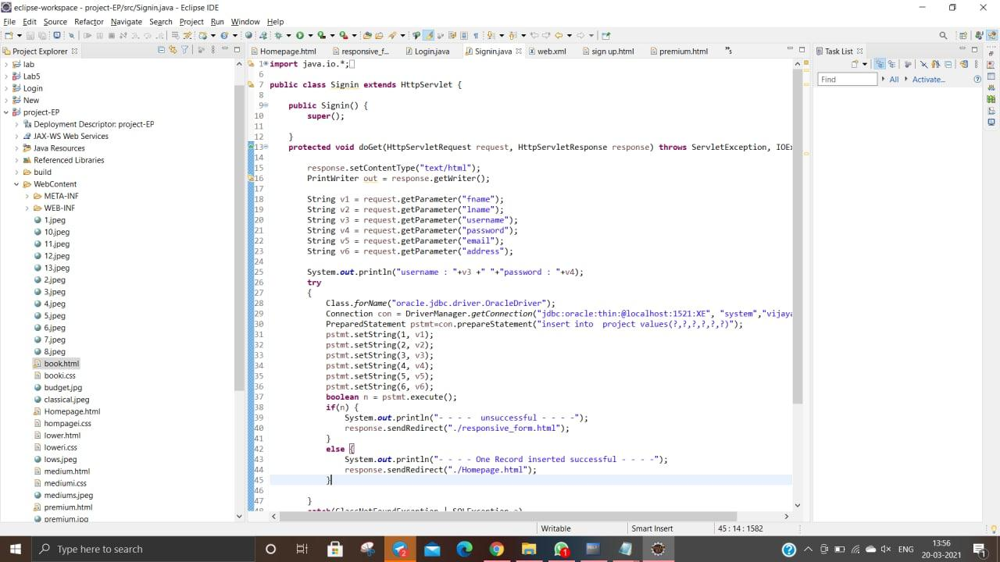 eclipse-workspace - project-EP/src/Signin.java - Eclipse IDE
File Edit Source Refactor Navigate Search Project Run Window Help
Project Explorer
Homepage.html responsive_f... Login.java Signin.java web.xml sign up.html premium.html »5
Task List
lab
Lab5
Login
New
project-EP
Deployment Descriptor: project-EP
JAX-WS Web Services
Java Resources
Referenced Libraries
build
WebContent
META-INF
WEB-INF
1.jpeg
10.jpeg
11.jpeg
12.jpeg
13.jpeg
2.jpeg
3.jpeg
4.jpeg
5.jpeg
6.jpeg
7.jpeg
8.jpeg
book.html
booki.css
budget.jpg
classical.jpeg
Homepage.html
hompagei.css
lower.html
loweri.css
lows.jpeg
medium.html
mediumi.css
mediums.jpeg
premium.html
premium.jpg
1 import java.io.*;
6
7 public class Signin extends HttpServlet {
8
9 public Signin() {
10 super();
11
12 }
13 protected void doGet(HttpServletRequest request, HttpServletResponse response) throws ServletException, IOEx
14
15 response.setContentType("text/html");
16 PrintWriter out = response.getWriter();
17
18 String v1 = request.getParameter("fname");
19 String v2 = request.getParameter("lname");
20 String v3 = request.getParameter("username");
21 String v4 = request.getParameter("password");
22 String v5 = request.getParameter("email");
23 String v6 = request.getParameter("address");
24
25 System.out.println("username : "+v3 +" "+"password : "+v4);
26 try
27 {
28 Class.forName("oracle.jdbc.driver.OracleDriver");
29 Connection con = DriverManager.getConnection("jdbc:oracle:thin:@localhost:1521:XE", "system","vijaya
30 PreparedStatement pstmt=con.prepareStatement("insert into  project values(?,?,?,?,?,?)");
31 pstmt.setString(1, v1);
32 pstmt.setString(2, v2);
33 pstmt.setString(3, v3);
34 pstmt.setString(4, v4);
35 pstmt.setString(5, v5);
36 pstmt.setString(6, v6);
37 boolean n = pstmt.execute();
38 if(n) {
39 System.out.println("- - - -  unsuccessful - - - -");
40 response.sendRedirect("./responsive_form.html");
41 }
42 else {
43 System.out.println("- - - - One Record inserted successful - - - -");
44 response.sendRedirect("./Homepage.html");
45 }
46
47 }
48 catch(ClassNotFoundException | SQLException e)
Find All Activate...
Writable Smart Insert 45 : 14 : 1582
Type here to search
2
1
ENG
13:56
20-03-2021
1